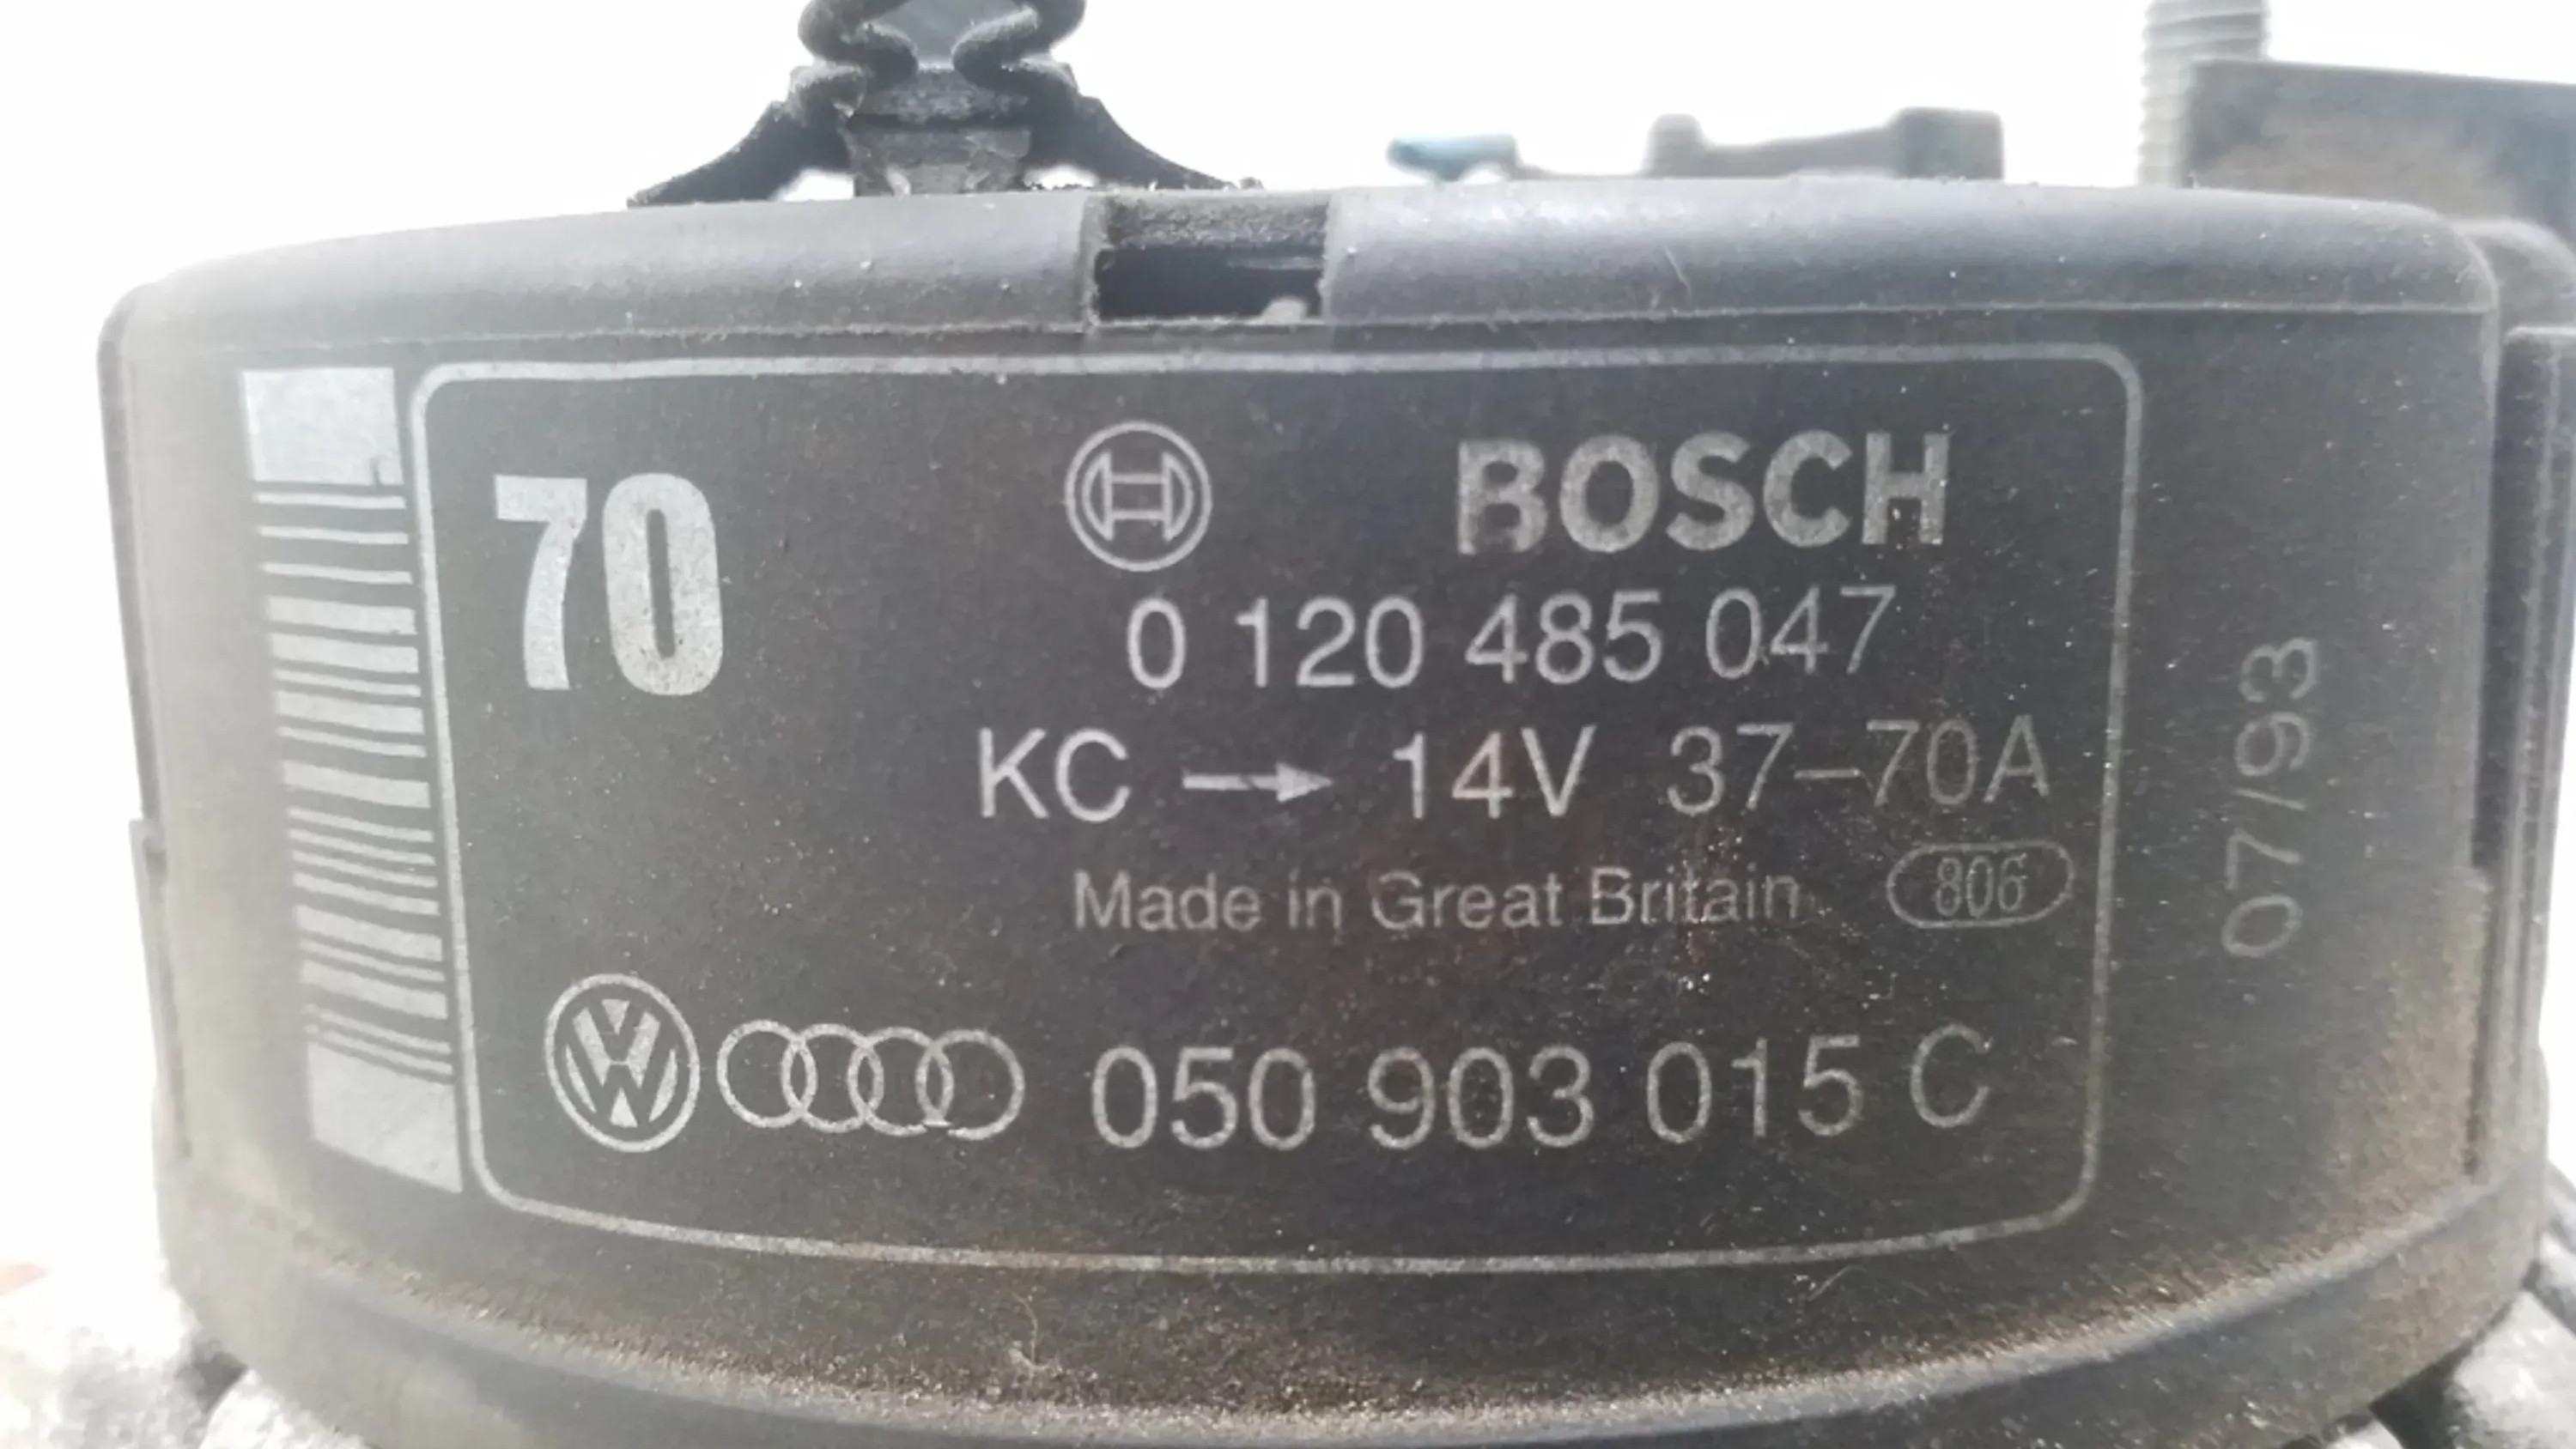 70
BOSCH
0 120 485 047
KC → 14V 37–70A
Made in Great Britain 806
050 903 015 C
07/93